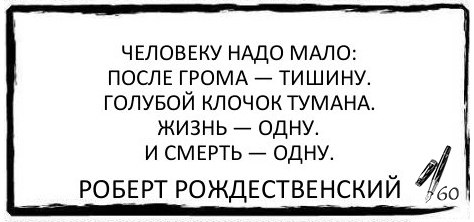 ЧЕЛОВЕКУ НАДО МАЛО:
ПОСЛЕ ГРОМА — ТИШИНУ.
ГОЛУБОЙ КЛОЧОК ТУМАНА.
ЖИЗНЬ — ОДНУ.
И СМЕРТЬ — ОДНУ.
РОБЕРТ РОЖДЕСТВЕНСКИЙ
60